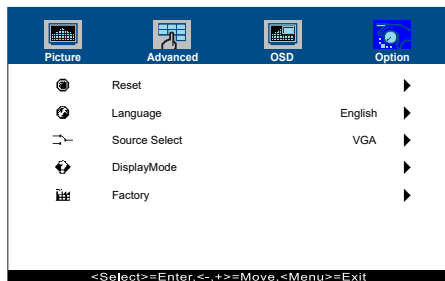 Picture Advanced OSD Option
Reset
Language English
Source Select VGA
DisplayMode
Factory
<Select>=Enter,<-,+>=Move,<Menu>=Exit